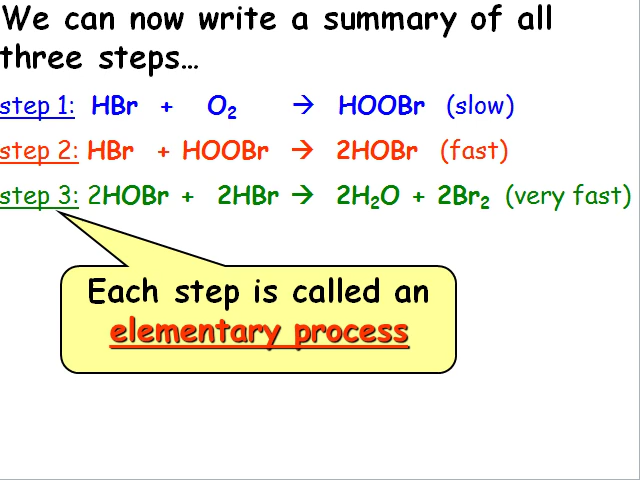 We can now write a summary of all
three steps…
step 1: HBr + O₂ → HOOBr (slow)
step 2: HBr + HOOBr → 2HOBr (fast)
step 3: 2HOBr + 2HBr → 2H₂O + 2Br₂ (very fast)
Each step is called an
elementary process